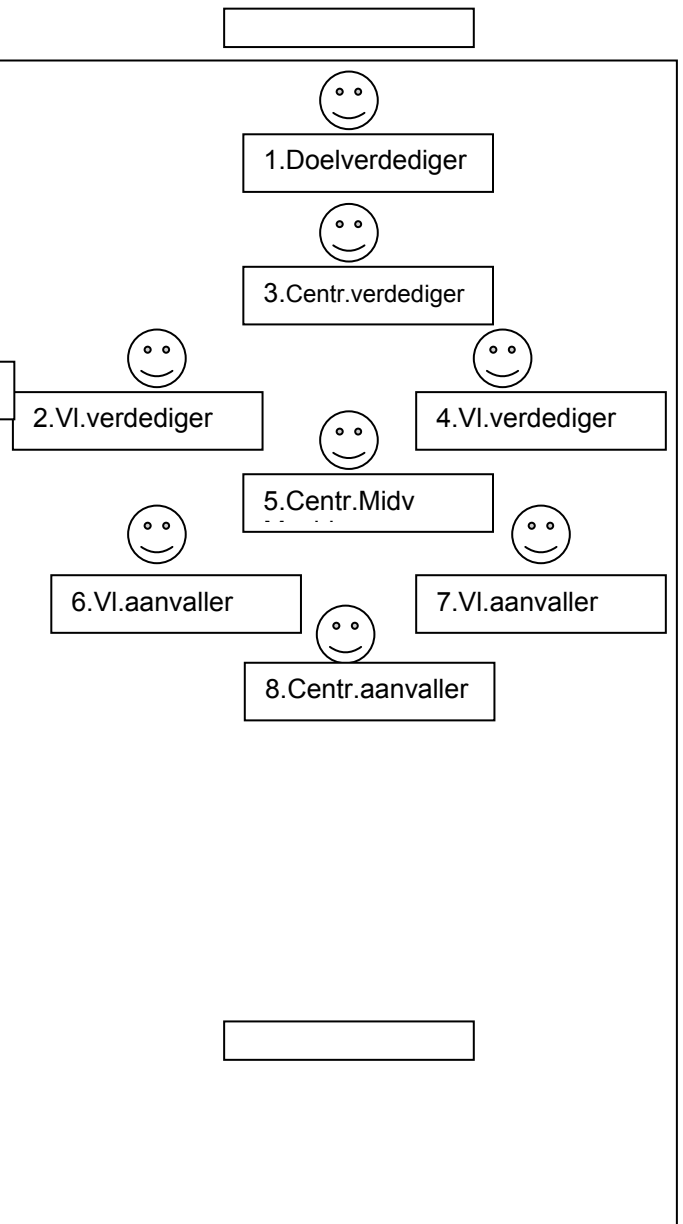 1.Doelverdediger
3.Centr.verdediger
2.Vl.verdediger
4.Vl.verdediger
5.Centr.Midv
6.Vl.aanvaller
7.Vl.aanvaller
8.Centr.aanvaller